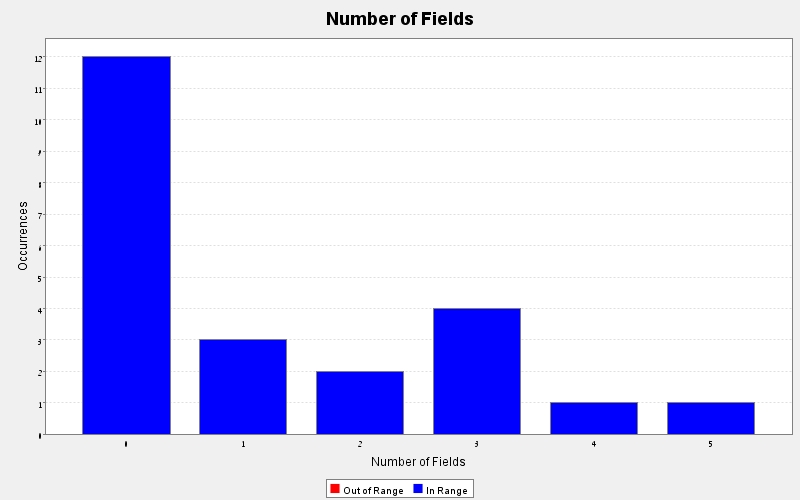 Number of Fields
Occurrences
12
11
10
9
8
7
6
5
4
3
2
1
0
0 1 2 3 4 5
Number of Fields
Out of Range In Range